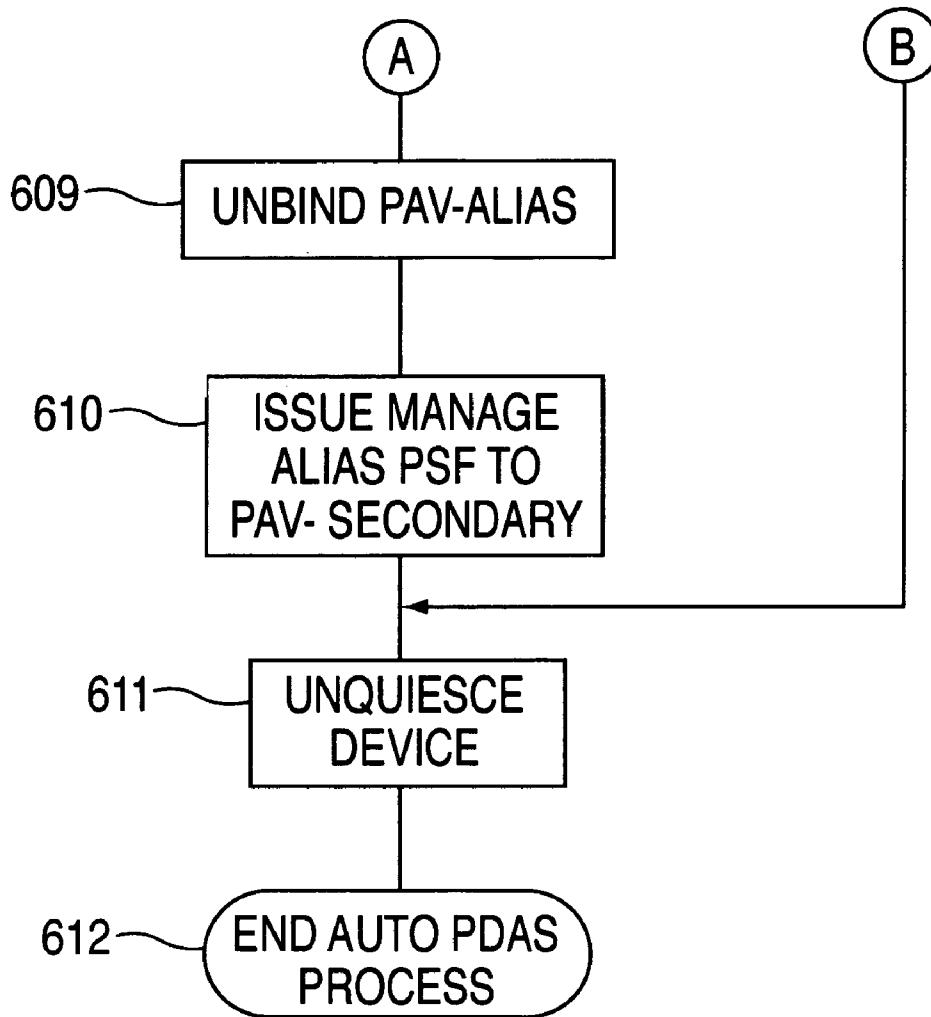 A
B
609
UNBIND PAV-ALIAS
610
ISSUE MANAGE
ALIAS PSF TO
PAV- SECONDARY
611
UNQUIESCE
DEVICE
612
END AUTO PDAS
PROCESS